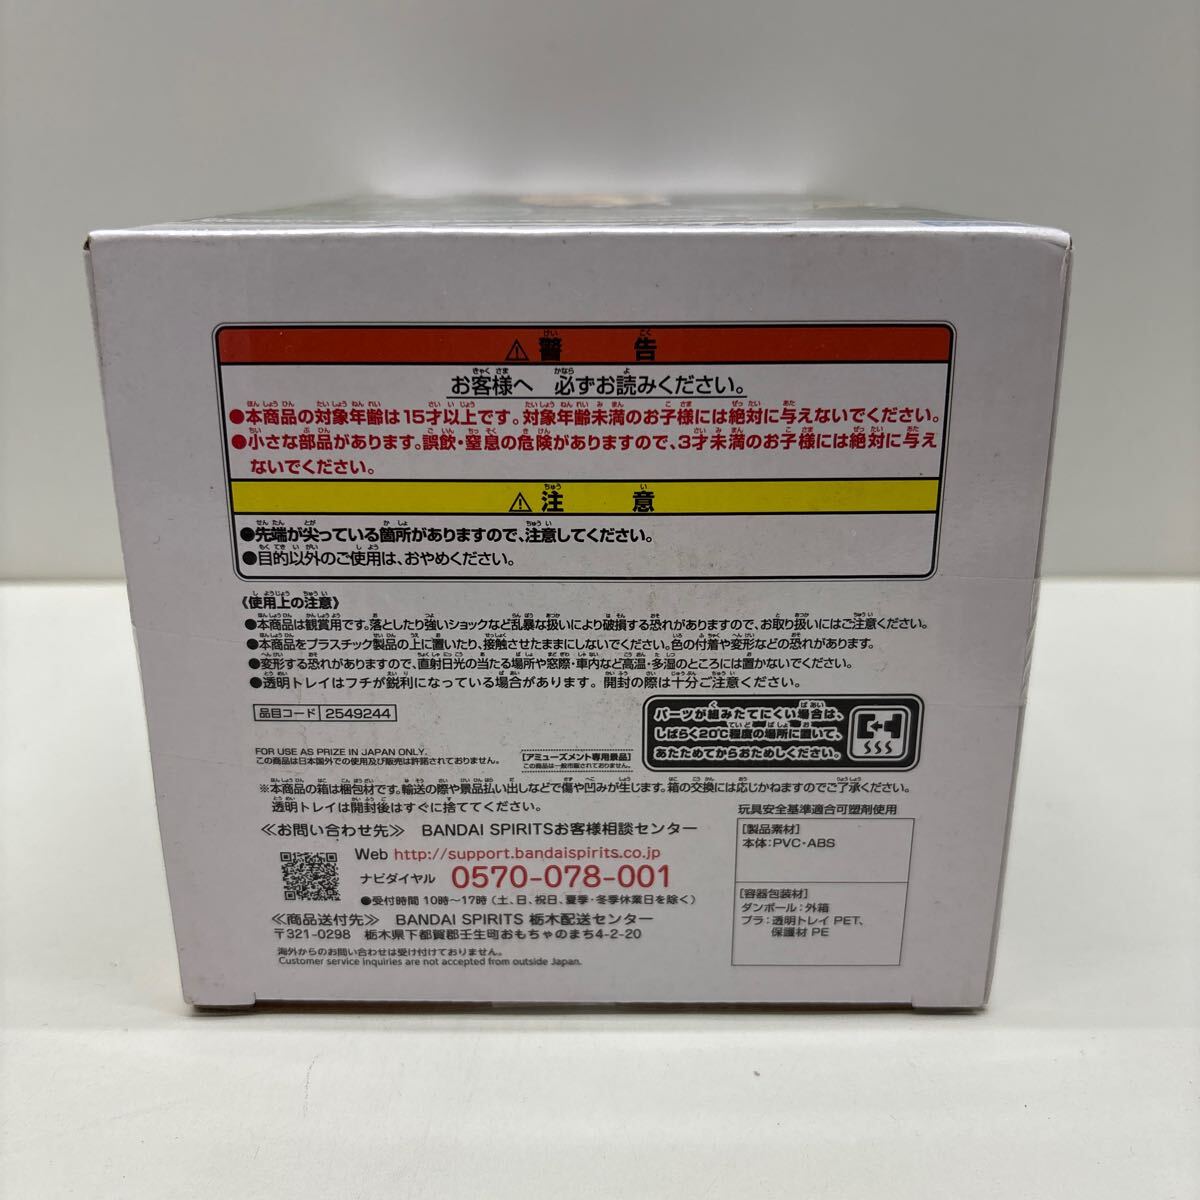 ⚠警告
お客様へ 必ずお読みください。
●本商品の対象年齢は15才以上です。対象年齢未満のお子様には絶対に与えないでください。
●小さな部品があります。誤飲・窒息の危険がありますので、3才未満のお子様には絶対に与え
ないでください。
⚠注意
●先端が尖っている箇所がありますので、注意してください。
●目的以外のご使用は、おやめください。
《使用上の注意》
●本商品は観賞用です。落としたり強いショックなど乱暴な扱いにより破損する恐れがありますので、お取り扱いにはご注意ください。
●本商品をプラスチック製品の上に置いたり、接触させたままにしないでください。色の付着や変形などの恐れがあります。
●変形する恐れがありますので、直射日光の当たる場所や窓際・車内など高温・多湿のところには置かないでください。
●透明トレイはフチが鋭利になっている場合があります。開封の際は十分ご注意ください。
品目コード 2549244
パーツが組みたてにくい場合は、
しばらく20℃程度の場所に置いて、
あたためてからおためしください。
FOR USE AS PRIZE IN JAPAN ONLY.
この商品は日本国外での使用及び販売は許諾されておりません。
[アミューズメント専用景品]
この商品は一般市販されておりません。
※本商品の箱は梱包材です。輸送の際や景品払い出しなどで傷や凹みが生じます。箱の交換には応じかねますのでご了承ください。
透明トレイは開封後はすぐに捨ててください。
≪お問い合わせ先≫ BANDAI SPIRITSお客様相談センター
Web http://support.bandaispirits.co.jp
ナビダイヤル 0570-078-001
●受付時間 10時～17時(土、日、祝日、夏季・冬季休業日を除く)
≪商品送付先≫ BANDAI SPIRITS 栃木配送センター
〒321-0298 栃木県下都賀郡壬生町おもちゃのまち4-2-20
海外からのお問い合わせは受け付けておりません。
Customer service inquiries are not accepted from outside Japan.
玩具安全基準適合可塑剤使用
[製品素材]
本体:PVC・ABS
[容器包装材]
ダンボール:外箱
プラ:透明トレイ PET、
保護材 PE